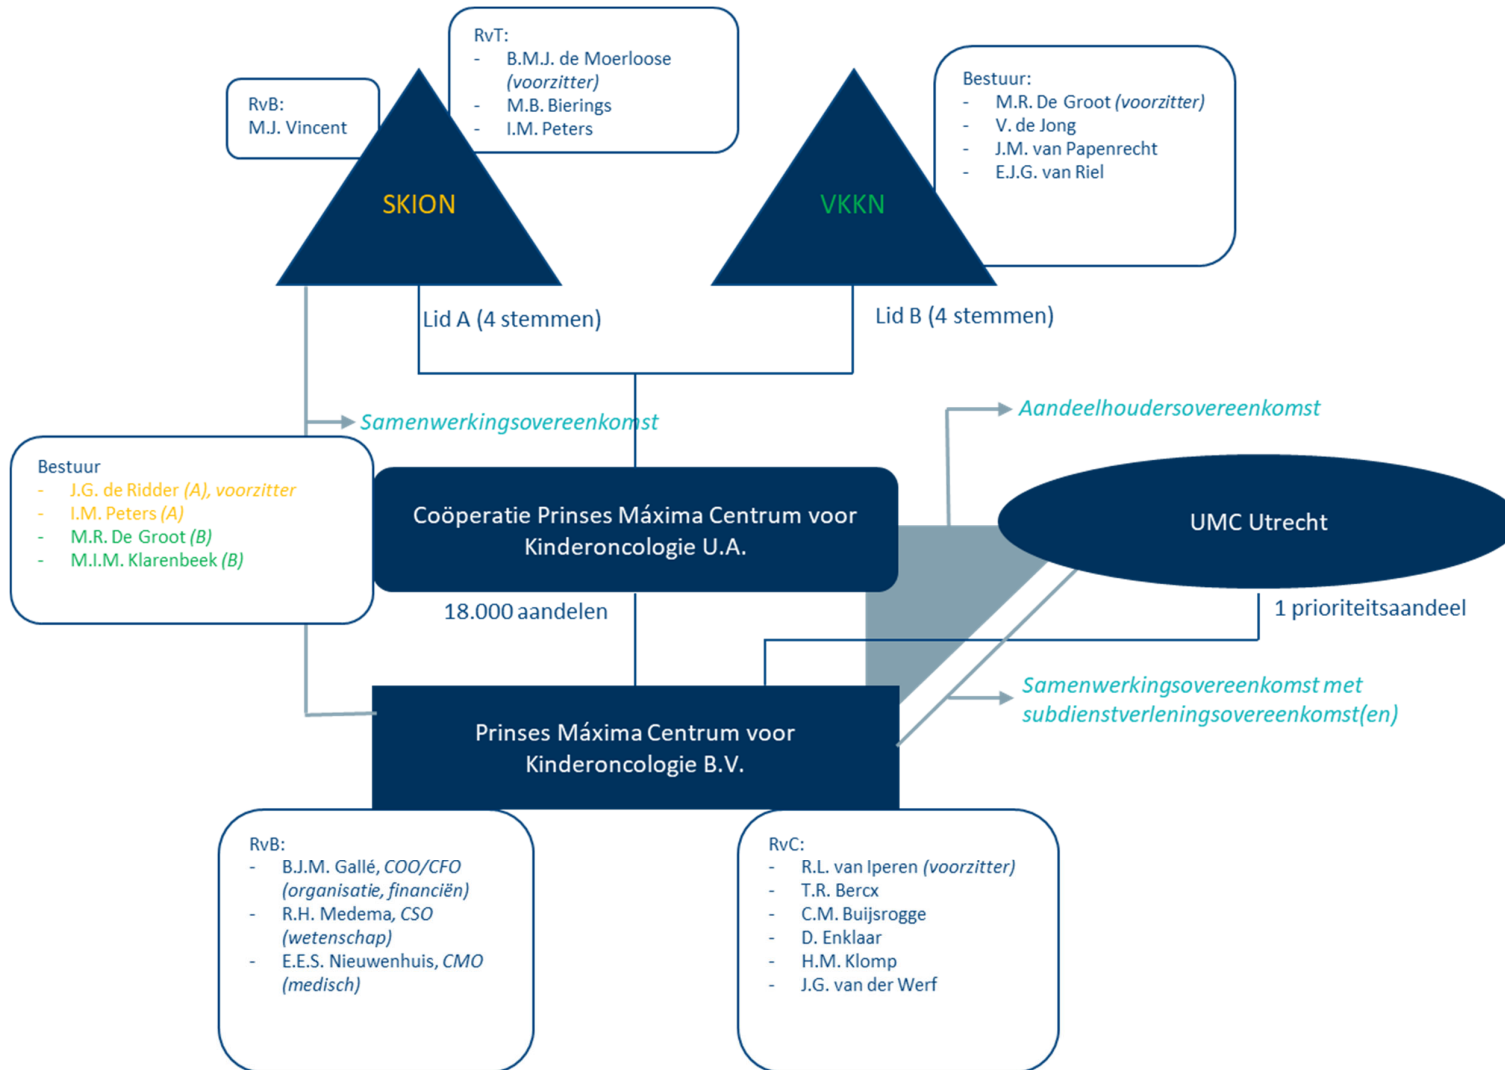 RvT:
- B.M.J. de Moerloose
(voorzitter)
- M.B. Bierings
- I.M. Peters
RvB:
M.J. Vincent
Bestuur:
- M.R. De Groot (voorzitter)
- V. de Jong
- J.M. van Papenrecht
- E.J.G. van Riel
SKION
VKKN
Lid A (4 stemmen)
Lid B (4 stemmen)
Samenwerkingsovereenkomst
Aandeelhoudersovereenkomst
Bestuur
- J.G. de Ridder (A), voorzitter
- I.M. Peters (A)
- M.R. De Groot (B)
- M.I.M. Klarenbeek (B)
Coöperatie Prinses Máxima Centrum voor
Kinderoncologie U.A.
UMC Utrecht
18.000 aandelen
1 prioriteitsaandeel
Samenwerkingsovereenkomst met
subdienstverleningsovereenkomst(en)
Prinses Máxima Centrum voor
Kinderoncologie B.V.
RvB:
- B.J.M. Gallé, COO/CFO
(organisatie, financiën)
- R.H. Medema, CSO
(wetenschap)
- E.E.S. Nieuwenhuis, CMO
(medisch)
RvC:
- R.L. van Iperen (voorzitter)
- T.R. Bercx
- C.M. Buijsrogge
- D. Enklaar
- H.M. Klomp
- J.G. van der Werf